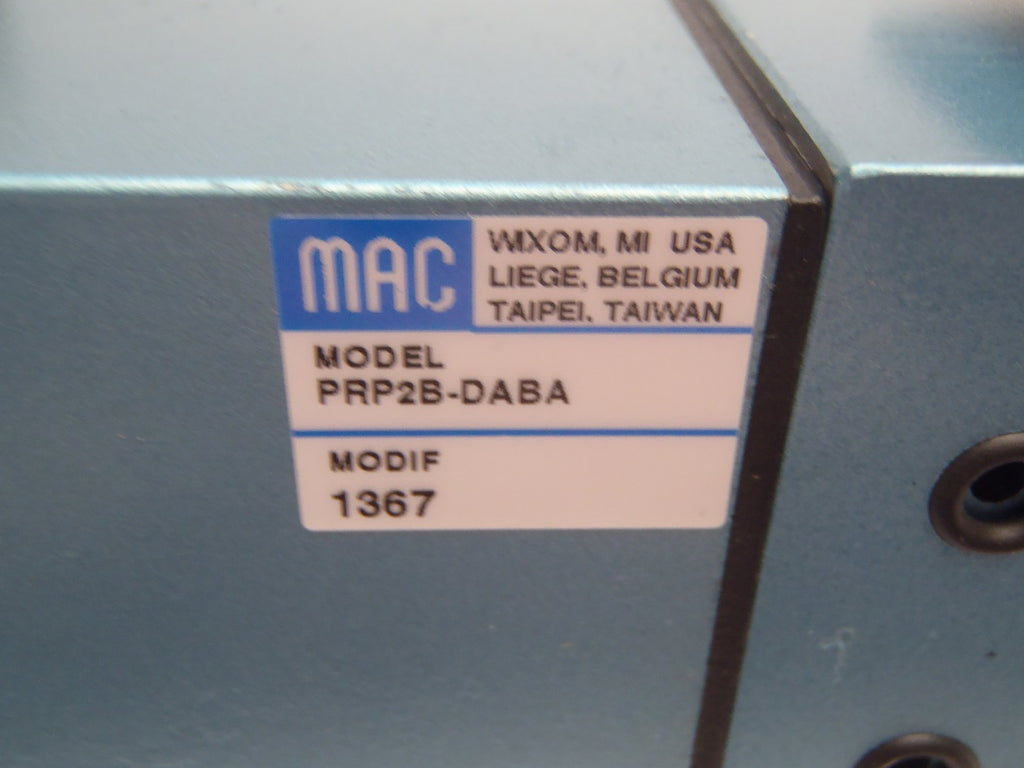 MAC
WIXOM, MI USA
LIEGE, BELGIUM
TAIPEI, TAIWAN
MODEL
PRP2B-DABA
MODIF
1367